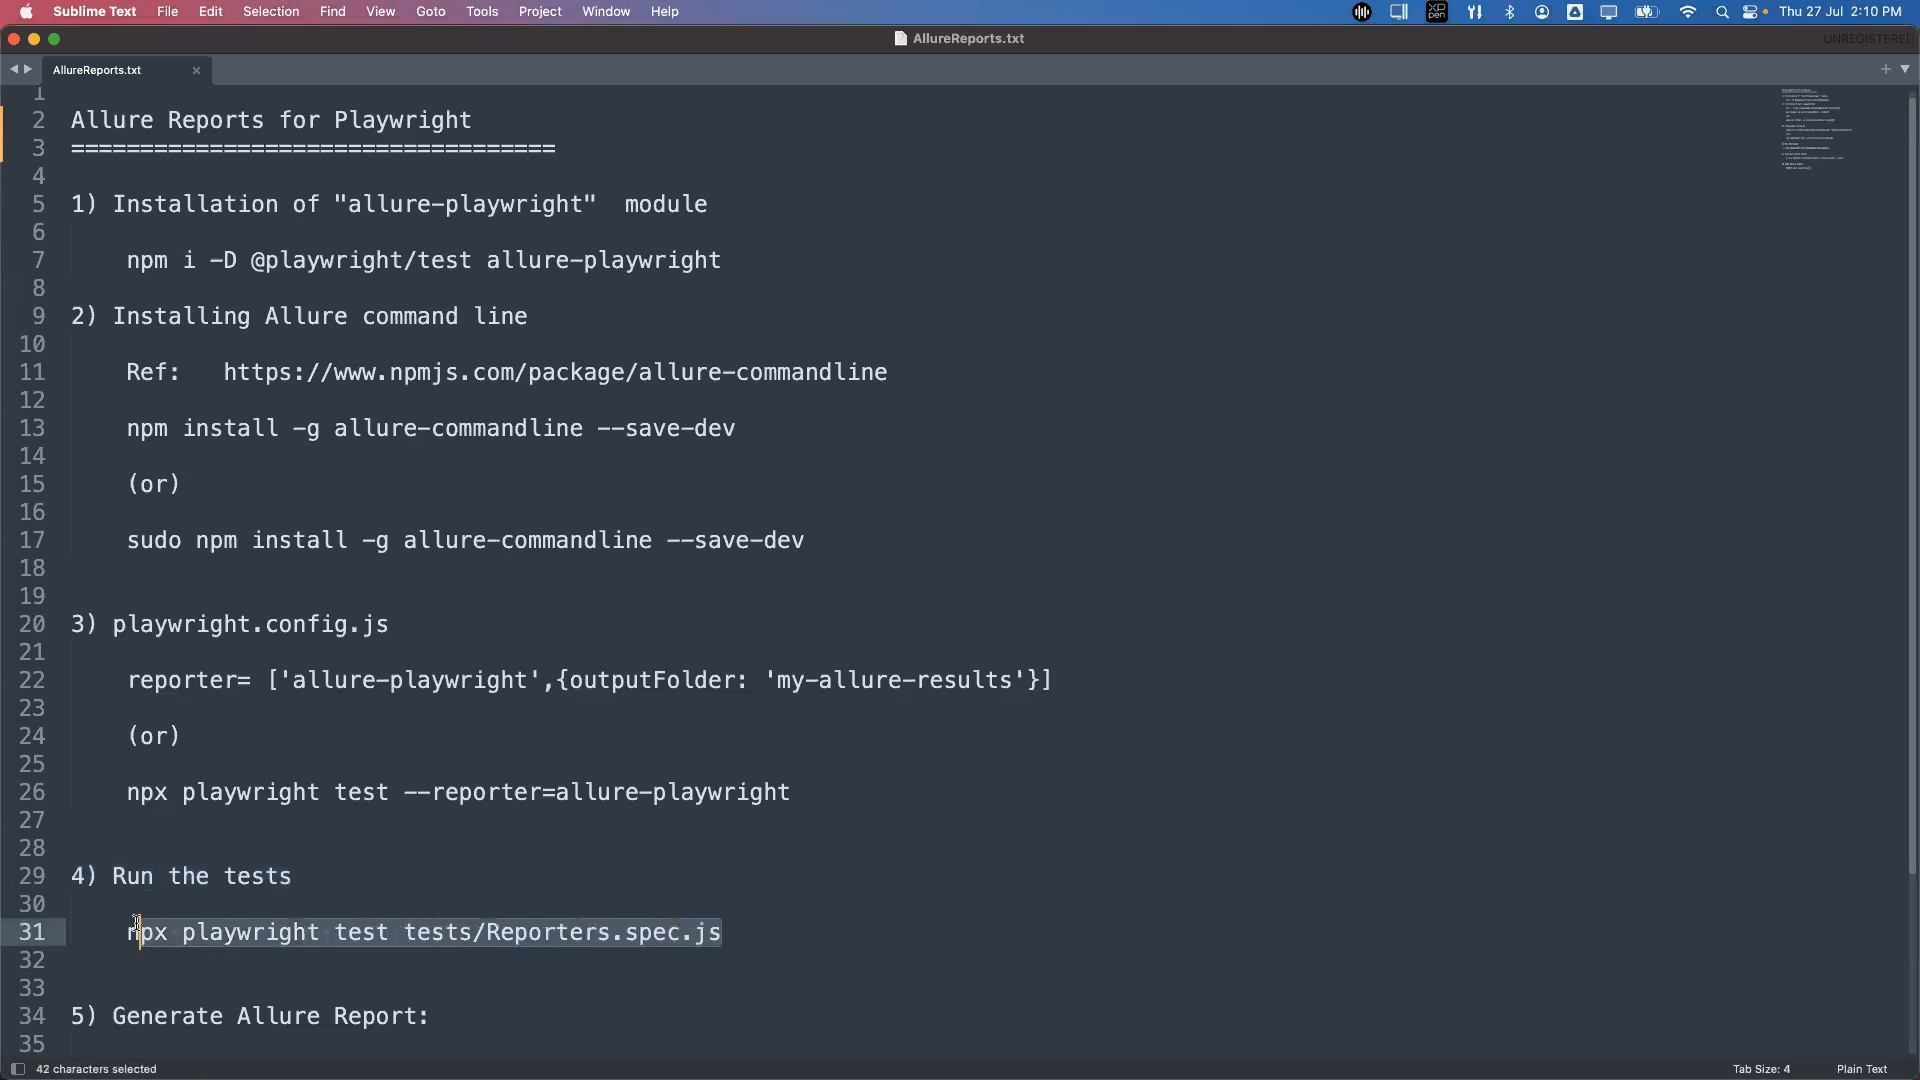 Sublime Text File Edit Selection Find View Goto Tools Project Window Help
XP pen Thu 27 Jul 2:10 PM
AllureReports.txt
UNREGISTERED
AllureReports.txt
1
2 Allure Reports for Playwright
3 ===================================
4
5 1) Installation of "allure-playwright"  module
6
7 npm i -D @playwright/test allure-playwright
8
9 2) Installing Allure command line
10
11 Ref:   https://www.npmjs.com/package/allure-commandline
12
13 npm install -g allure-commandline --save-dev
14
15 (or)
16
17 sudo npm install -g allure-commandline --save-dev
18
19
20 3) playwright.config.js
21
22 reporter= ['allure-playwright',{outputFolder: 'my-allure-results'}]
23
24 (or)
25
26 npx playwright test --reporter=allure-playwright
27
28
29 4) Run the tests
30
31 npx playwright test tests/Reporters.spec.js
32
33
34 5) Generate Allure Report:
35
42 characters selected
Tab Size: 4
Plain Text